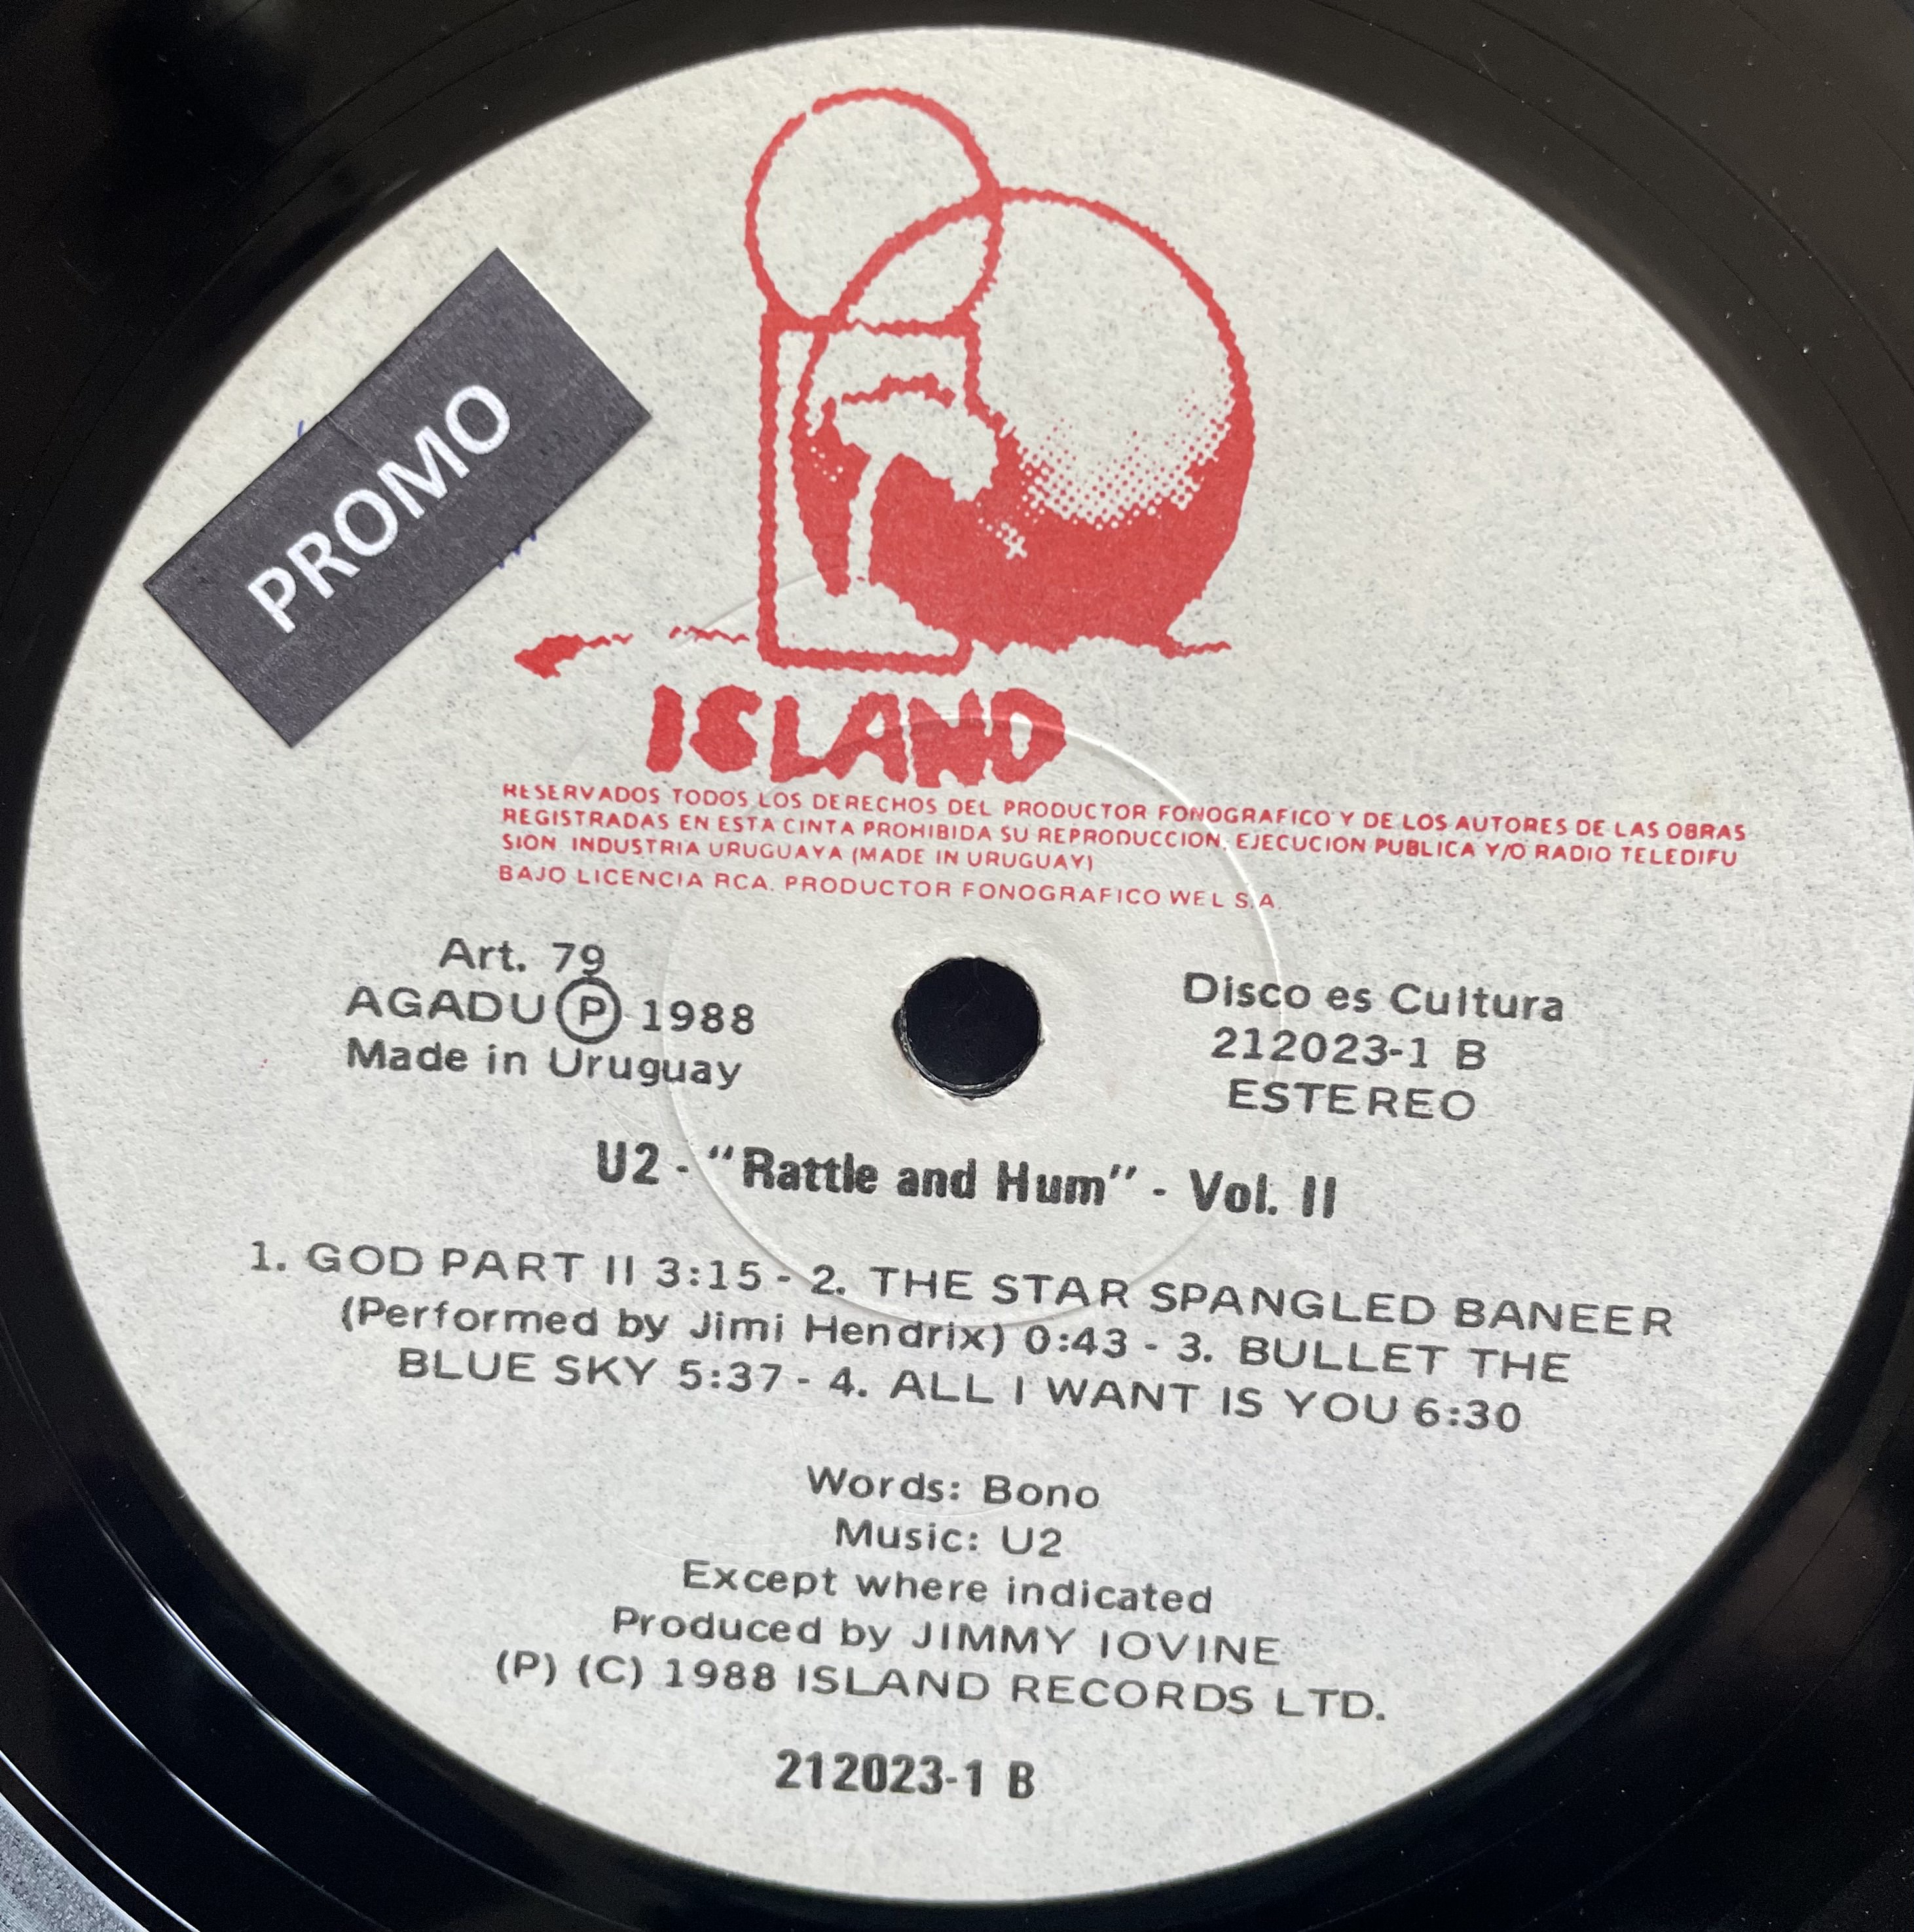 PROMO
ISLAND
RESERVADOS TODOS LOS DERECHOS DEL PRODUCTOR FONOGRAFICO Y DE LOS AUTORES DE LAS OBRAS
REGISTRADAS EN ESTA CINTA PROHIBIDA SU REPRODUCCION, EJECUCION PUBLICA Y/O RADIO TELEDIFU
SION INDUSTRIA URUGUAYA (MADE IN URUGUAY)
BAJO LICENCIA RCA. PRODUCTOR FONOGRAFICO WEL S.A.
Art. 79
AGADU Ⓟ 1988
Made in Uruguay
Disco es Cultura
212023-1 B
ESTEREO
U2 - "Rattle and Hum" - Vol. II
1. GOD PART II 3:15 - 2. THE STAR SPANGLED BANEER
(Performed by Jimi Hendrix) 0:43 - 3. BULLET THE
BLUE SKY 5:37 - 4. ALL I WANT IS YOU 6:30
Words: Bono
Music: U2
Except where indicated
Produced by JIMMY IOVINE
(P) (C) 1988 ISLAND RECORDS LTD.
212023-1 B